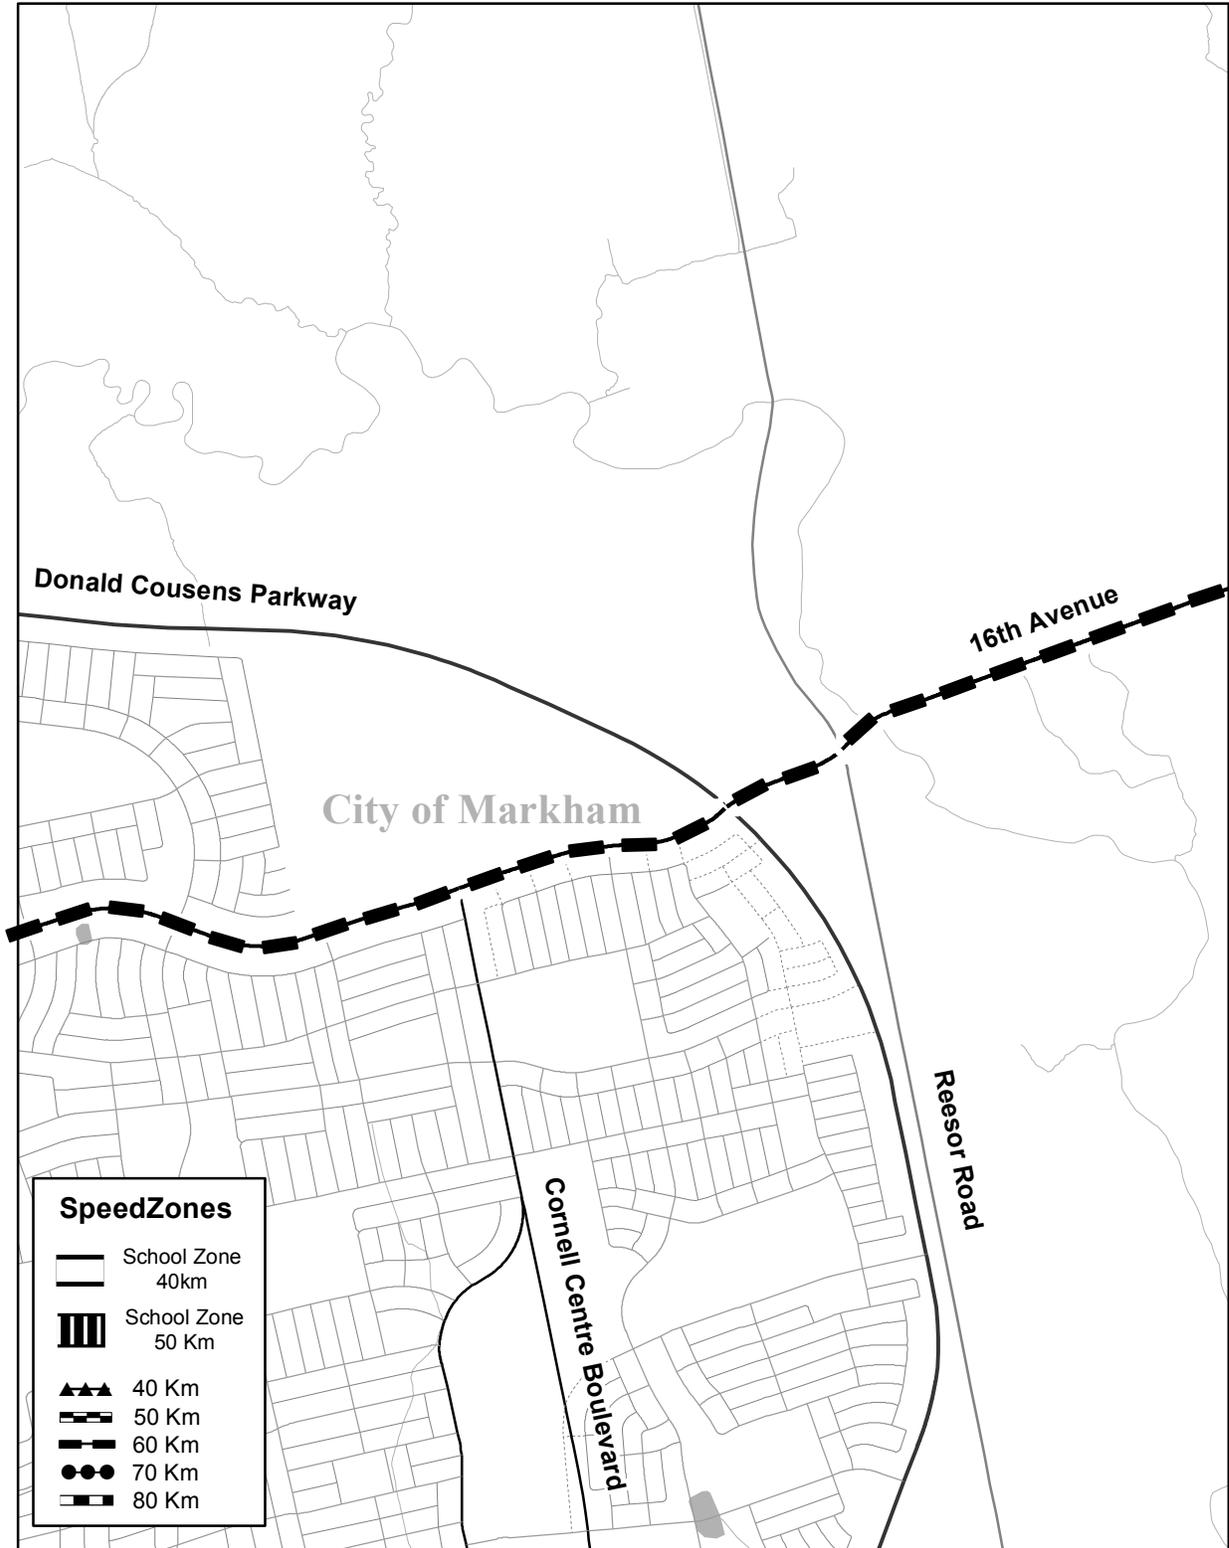 Donald Cousens Parkway
16th Avenue
City of Markham
Reesor Road
Cornell Centre Boulevard
SpeedZones
School Zone
40km
School Zone
50 Km
40 Km
50 Km
60 Km
70 Km
80 Km